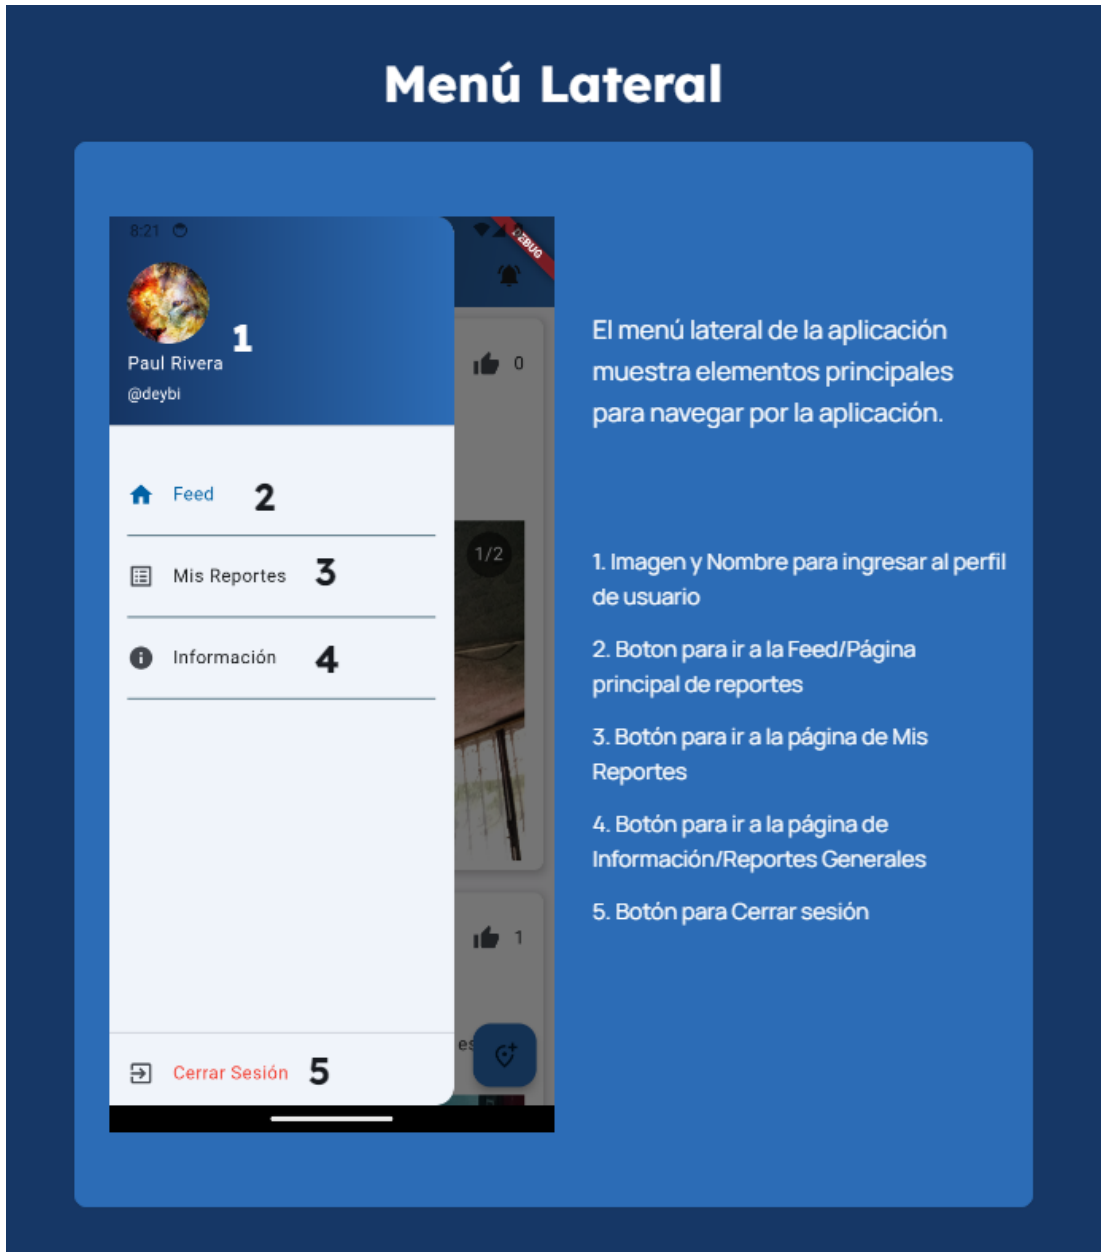 Menú Lateral
8:21
DEBUG
1
Paul Rivera
@deybi
0
Feed 2
1/2
Mis Reportes 3
Información 4
1
es
Cerrar Sesión 5
El menú lateral de la aplicación
muestra elementos principales
para navegar por la aplicación.
1. Imagen y Nombre para ingresar al perfil
de usuario
2. Boton para ir a la Feed/Página
principal de reportes
3. Botón para ir a la página de Mis
Reportes
4. Botón para ir a la página de
Información/Reportes Generales
5. Botón para Cerrar sesión